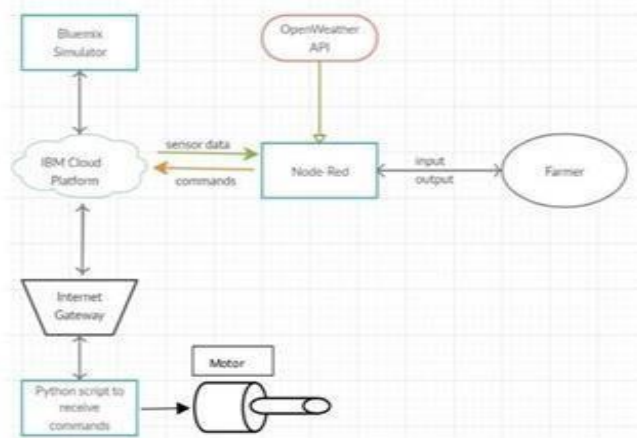 Bluemix
Simulator
OpenWeather
API
sensor data
IBM Cloud
Platform
commands
Node-Red
input
output
Farmer
Internet
Gateway
Motor
Python script to
receive
commands